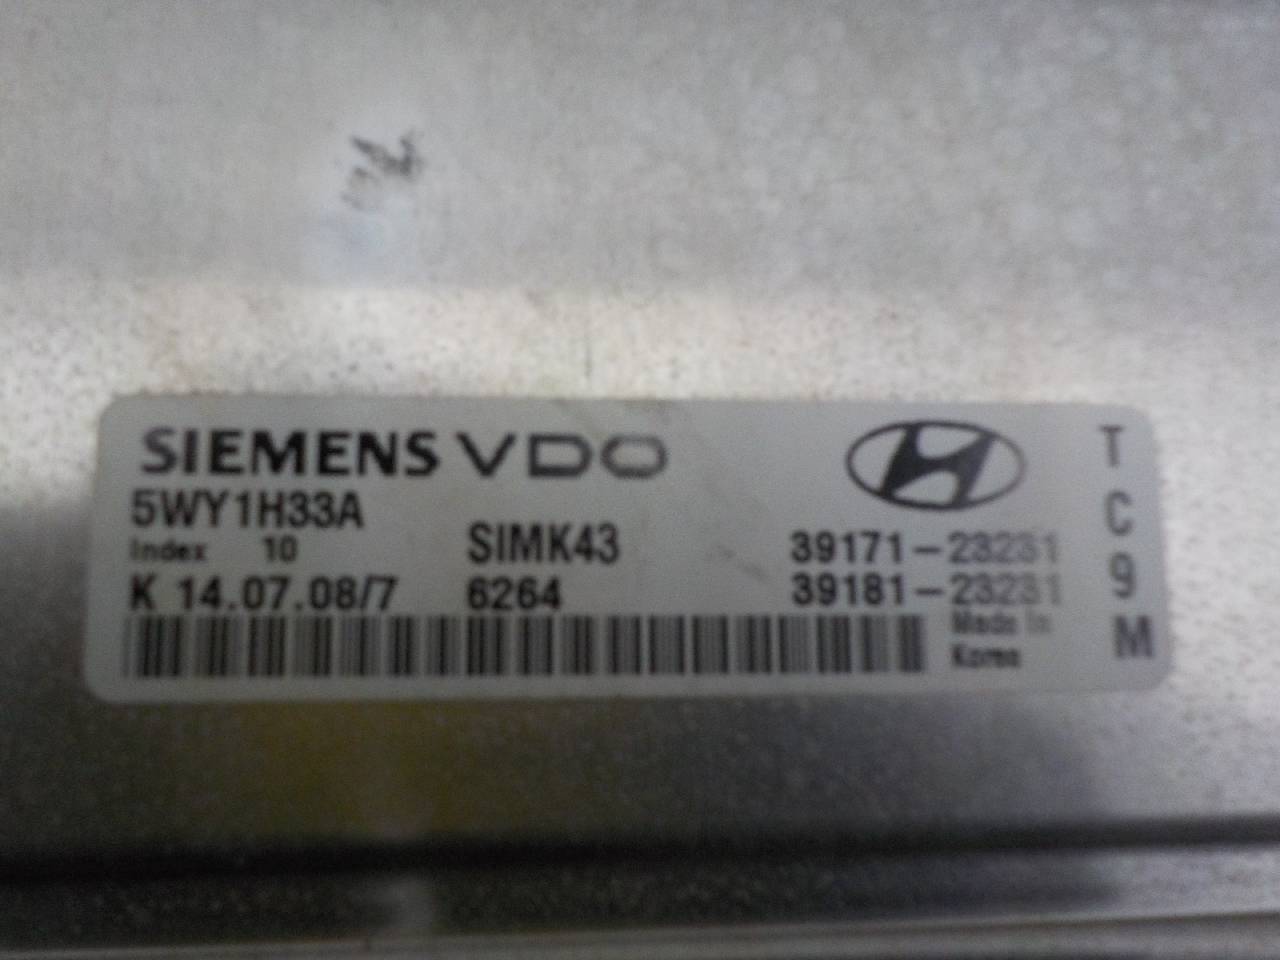 SIEMENS VDO
5WY1H33A
Index 10
SIMK43
39171-23231
K 14.07.08/7
6264
39181-23231
Made In
Korea
T
C
9
M